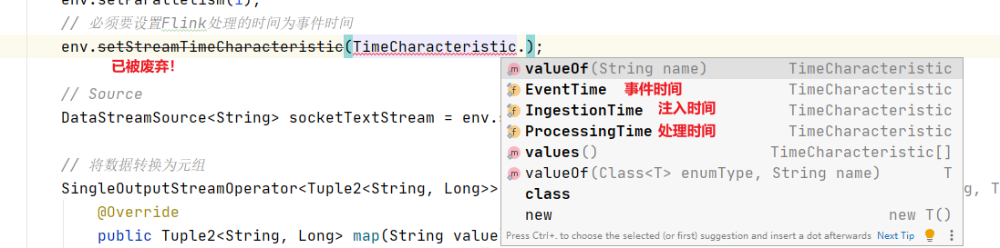 env.setParallelism(1);
// 必须要设置Flink处理的时间为事件时间
env.setStreamTimeCharacteristic(TimeCharacteristic.);
已被废弃！
valueOf(String name) TimeCharacteristic
EventTime 事件时间 TimeCharacteristic
IngestionTime 注入时间 TimeCharacteristic
ProcessingTime 处理时间 TimeCharacteristic
values() TimeCharacteristic[]
valueOf(Class<T> enumType, String name) T
class
new new T()
Press Ctrl+. to choose the selected (or first) suggestion and insert a dot afterwards Next Tip
// Source
DataStreamSource<String> socketTextStream = env.
// 将数据转换为元组
SingleOutputStreamOperator<Tuple2<String, Long>>
g, T
@Override
public Tuple2<String, Long> map(String value